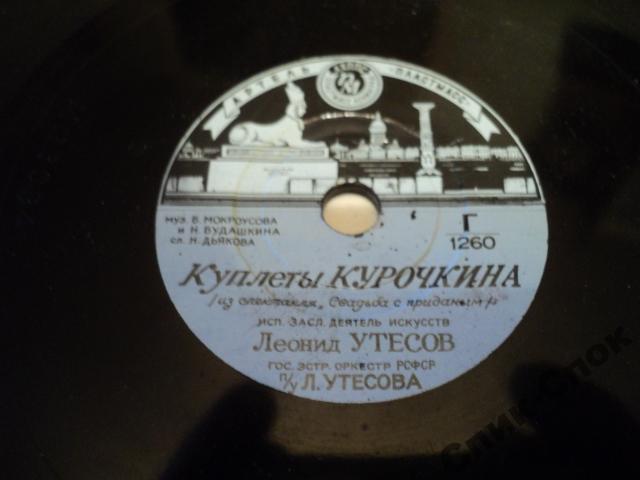 АРТЕЛЬ ПЛАСТМАСС
муз. Б. МОКРОУСОВА
и Н. БУДАШКИНА
сл. Н. ДЬЯКОВА
Г
1260
Куплеты КУРОЧКИНА
/из спектакля „Свадьба с приданым"/
исп. засл. деятель искусств
Леонид УТЕСОВ
ГОС. ЭСТР. ОРКЕСТР РСФСР
п/у Л. УТЕСОВА
СпикСпок